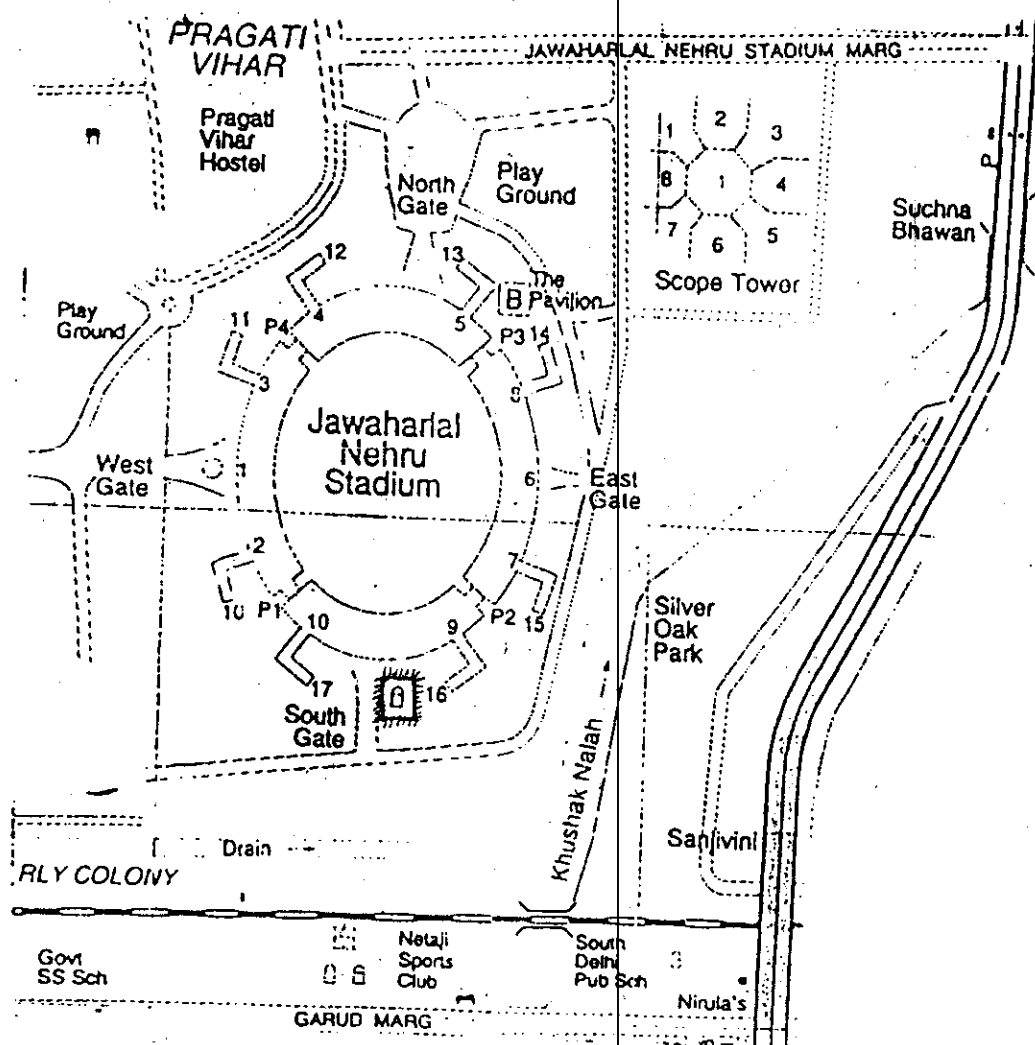 PRAGATI
VIHAR
JAWAHARLAL NEHRU STADIUM MARG
Pragati
Vihar
Hostel
North
Gate
Play
Ground
1
2
3
8
1
4
7
6
5
Scope Tower
Suchna
Bhawan
Play
Ground
12
13
The
Pavilion
B
11
P4
4
5
P3
14
3
8
Jawaharlal
Nehru
Stadium
West
Gate
1
6
East
Gate
2
7
10
P1
10
9
P2
15
Silver
Oak
Park
17
16
South
Gate
Khushak Nalah
Sanjivini
Drain
RLY COLONY
Govt
SS Sch
Netaji
Sports
Club
South
Delhi
Pub Sch
Nirula's
GARUD MARG